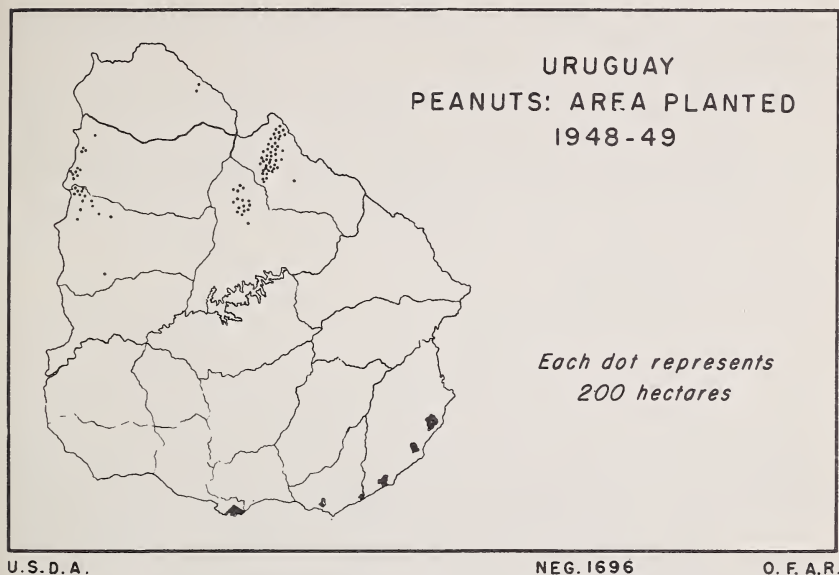 URUGUAY
PEANUTS: AREA PLANTED
1948-49
Each dot represents
200 hectares
U.S.D.A. NEG. 1696 O. F. A. R.